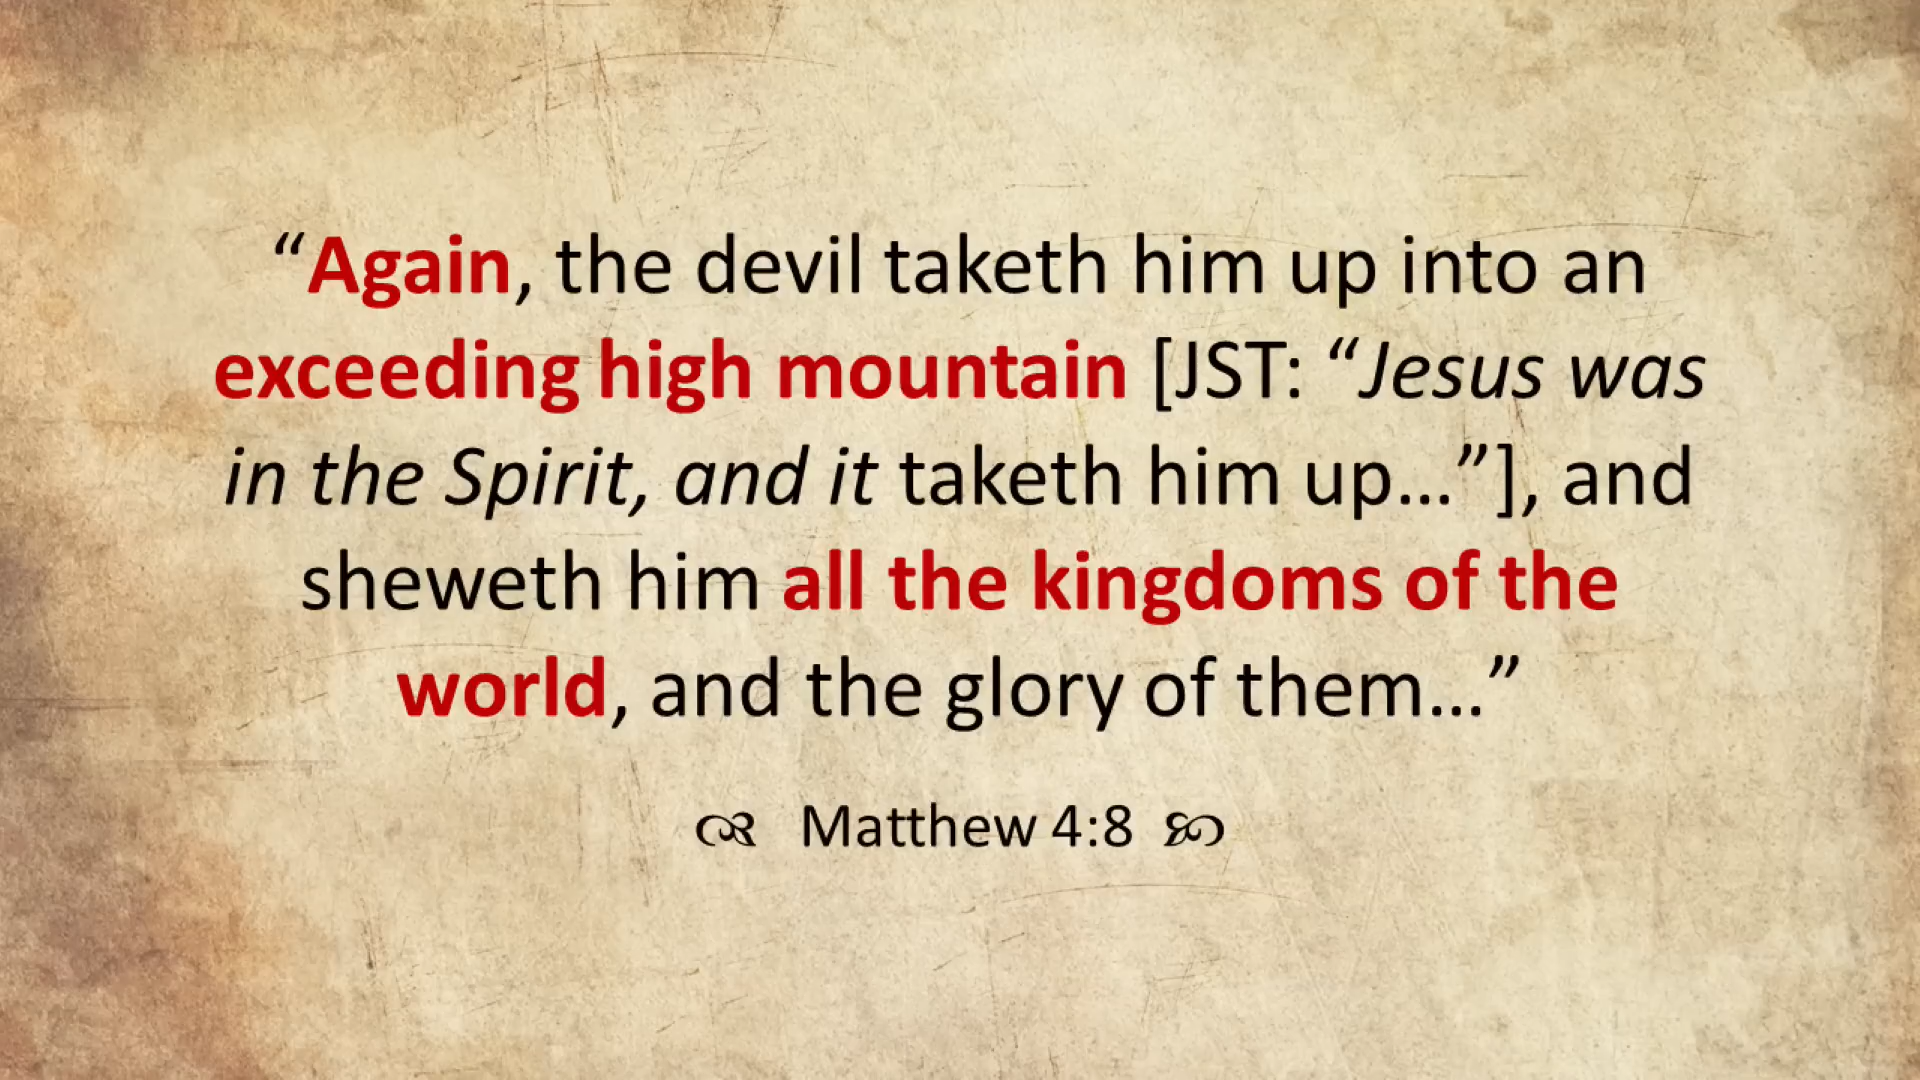 “Again, the devil taketh him up into an
exceeding high mountain [JST: “Jesus was
in the Spirit, and it taketh him up…”], and
sheweth him all the kingdoms of the
world, and the glory of them…”
Matthew 4:8